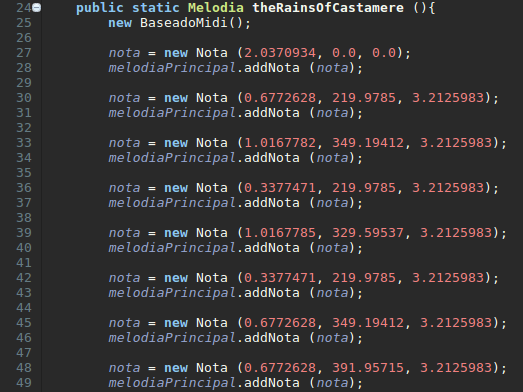 24 public static Melodia theRainsOfCastamere (){
25 new BaseadoMidi();
26
27 nota = new Nota (2.0370934, 0.0, 0.0);
28 melodiaPrincipal.addNota (nota);
29
30 nota = new Nota (0.6772628, 219.9785, 3.2125983);
31 melodiaPrincipal.addNota (nota);
32
33 nota = new Nota (1.0167782, 349.19412, 3.2125983);
34 melodiaPrincipal.addNota (nota);
35
36 nota = new Nota (0.3377471, 219.9785, 3.2125983);
37 melodiaPrincipal.addNota (nota);
38
39 nota = new Nota (1.0167785, 329.59537, 3.2125983);
40 melodiaPrincipal.addNota (nota);
41
42 nota = new Nota (0.3377471, 219.9785, 3.2125983);
43 melodiaPrincipal.addNota (nota);
44
45 nota = new Nota (0.6772628, 349.19412, 3.2125983);
46 melodiaPrincipal.addNota (nota);
47
48 nota = new Nota (0.6772628, 391.95715, 3.2125983);
49 melodiaPrincipal.addNota (nota);